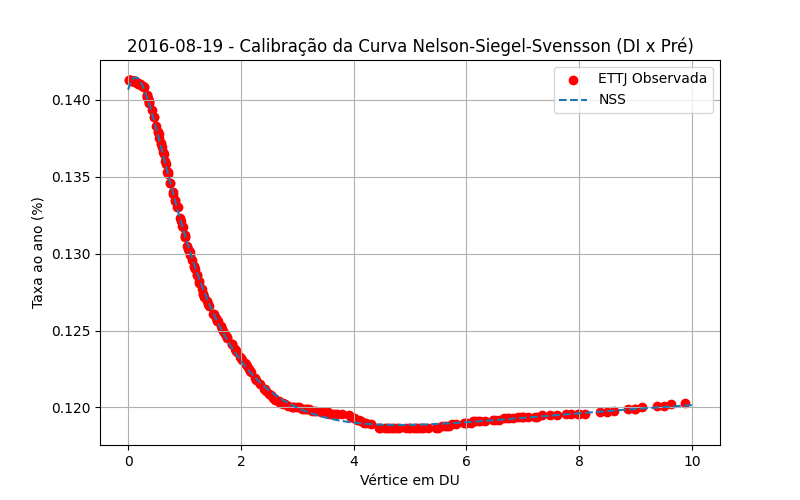 2016-08-19 - Calibração da Curva Nelson-Siegel-Svensson (DI x Pré)
ETTJ Observada
NSS
Taxa ao ano (%)
0.140
0.135
0.130
0.125
0.120
0 2 4 6 8 10
Vértice em DU